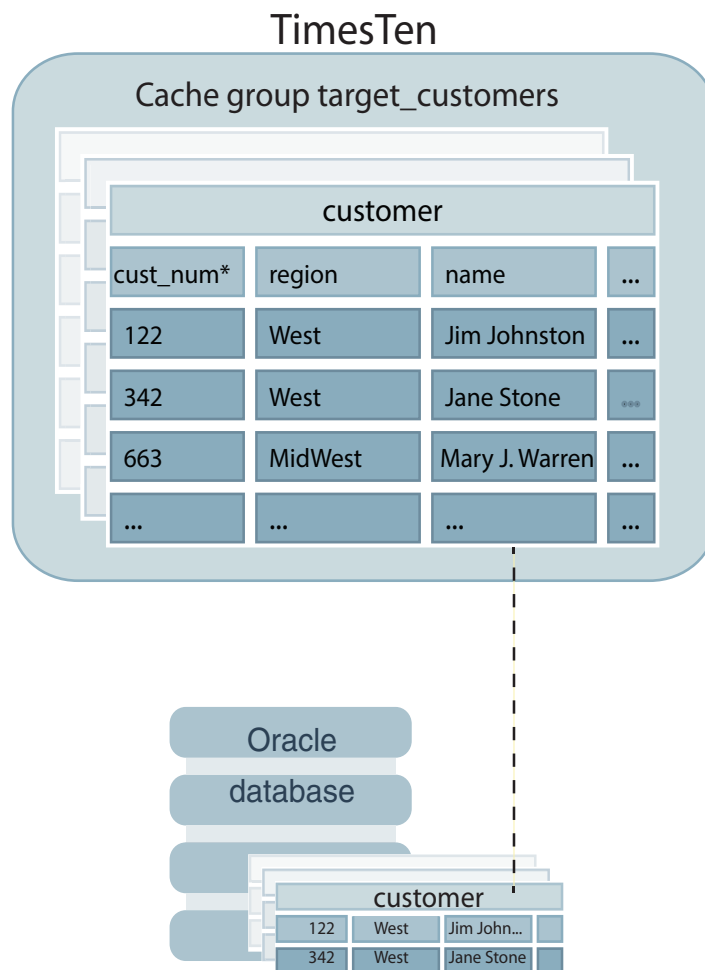 TimesTen
Cache group target_customers
customer
cust_num* region name ...
122 West Jim Johnston ...
342 West Jane Stone ...
663 MidWest Mary J. Warren ...
... ... ... ...
Oracle
database
customer
122 West Jim John...
342 West Jane Stone